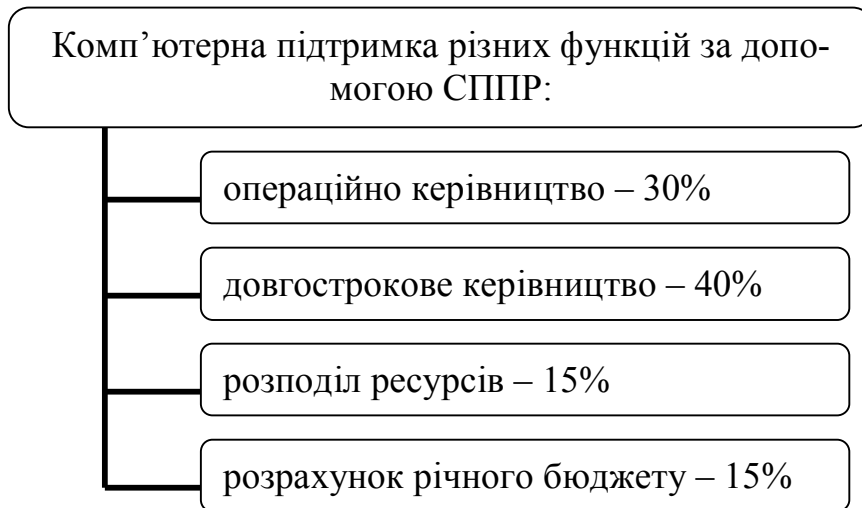 Комп’ютерна підтримка різних функцій за допо-
могою СППР:
операційно керівництво – 30%
довгострокове керівництво – 40%
розподіл ресурсів – 15%
розрахунок річного бюджету – 15%